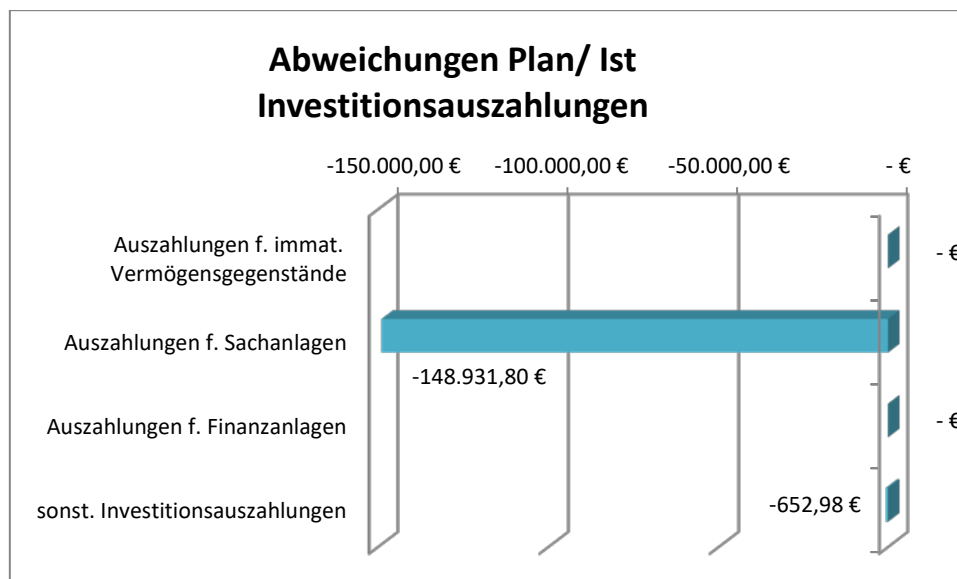 Abweichungen Plan/ Ist
Investitionsauszahlungen
-150.000,00 €
-100.000,00 €
-50.000,00 €
- €
Auszahlungen f. immat.
Vermögensgegenstände
- €
Auszahlungen f. Sachanlagen
-148.931,80 €
Auszahlungen f. Finanzanlagen
- €
sonst. Investitionsauszahlungen
-652,98 €